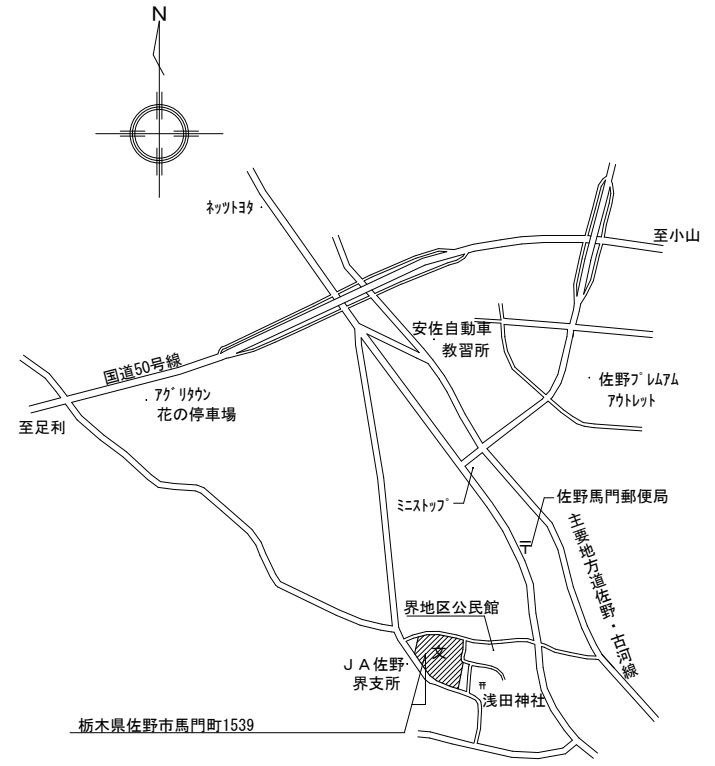 N
ﾈｯﾂﾄﾖﾀ
至小山
安佐自動車
教習所
国道50号線
ｱｸﾞﾘﾀｳﾝ
花の停車場
佐野ﾌﾟﾚﾑｱﾑ
ｱｳﾄﾚｯﾄ
至足利
ﾐﾆｽﾄｯﾌﾟ
佐野馬門郵便局
〒
主要地方道佐野・古河線
界地区公民館
文
ＪＡ佐野
界支所
浅田神社
栃木県佐野市馬門町1539